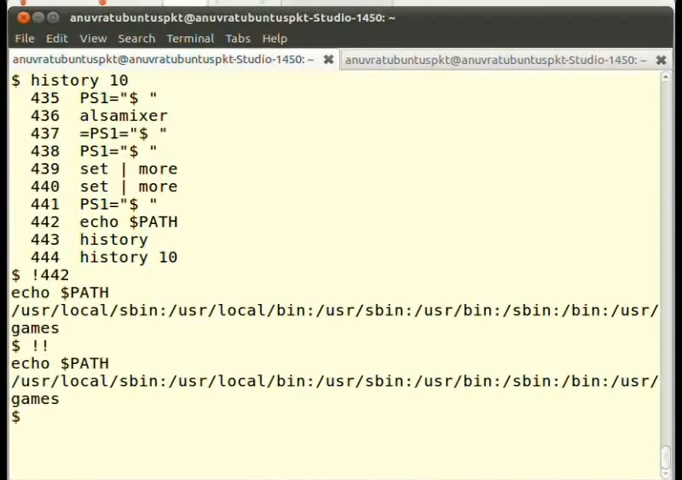 anuvratubuntuspkt@anuvratubuntuspkt-Studio-1450: ~
File Edit View Search Terminal Tabs Help
anuvratubuntuspkt@anuvratubuntuspkt-Studio-1450: ~ anuvratubuntuspkt@anuvratubuntuspkt-Studio-1450: ~
$ history 10
435 PS1="$ "
436 alsamixer
437 =PS1="$ "
438 PS1="$ "
439 set | more
440 set | more
441 PS1="$ "
442 echo $PATH
443 history
444 history 10
$ !442
echo $PATH
/usr/local/sbin:/usr/local/bin:/usr/sbin:/usr/bin:/sbin:/bin:/usr/
games
$ !!
echo $PATH
/usr/local/sbin:/usr/local/bin:/usr/sbin:/usr/bin:/sbin:/bin:/usr/
games
$